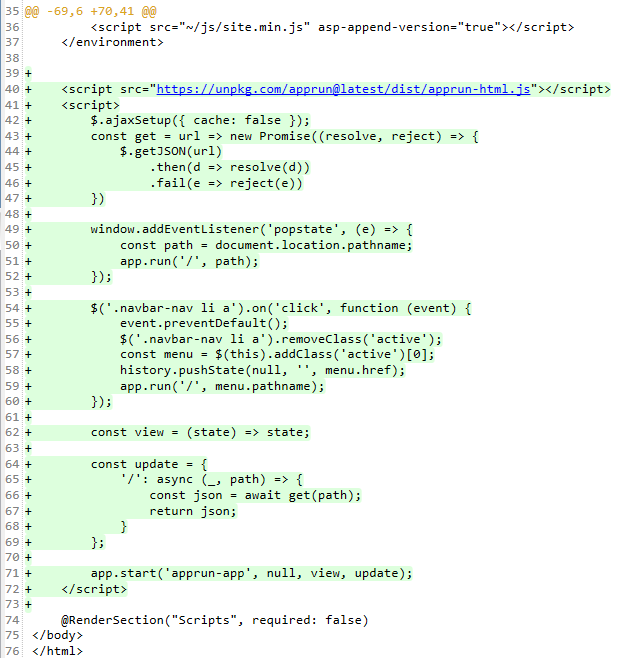 35 @@ -69,6 +70,41 @@
36         <script src="~/js/site.min.js" asp-append-version="true"></script>
37     </environment>
38
39 +
40 +    <script src="https://unpkg.com/apprun@latest/dist/apprun-html.js"></script>
41 +    <script>
42 +        $.ajaxSetup({ cache: false });
43 +        const get = url => new Promise((resolve, reject) => {
44 +            $.getJSON(url)
45 +                .then(d => resolve(d))
46 +                .fail(e => reject(e))
47 +        })
48 +
49 +        window.addEventListener('popstate', (e) => {
50 +            const path = document.location.pathname;
51 +            app.run('/', path);
52 +        });
53 +
54 +        $('.navbar-nav li a').on('click', function (event) {
55 +            event.preventDefault();
56 +            $('.navbar-nav li a').removeClass('active');
57 +            const menu = $(this).addClass('active')[0];
58 +            history.pushState(null, '', menu.href);
59 +            app.run('/', menu.pathname);
60 +        });
61 +
62 +        const view = (state) => state;
63 +
64 +        const update = {
65 +            '/': async (_, path) => {
66 +                const json = await get(path);
67 +                return json;
68 +            }
69 +        };
70 +
71 +        app.start('apprun-app', null, view, update);
72 +    </script>
73 +
74     @RenderSection("Scripts", required: false)
75 </body>
76 </html>